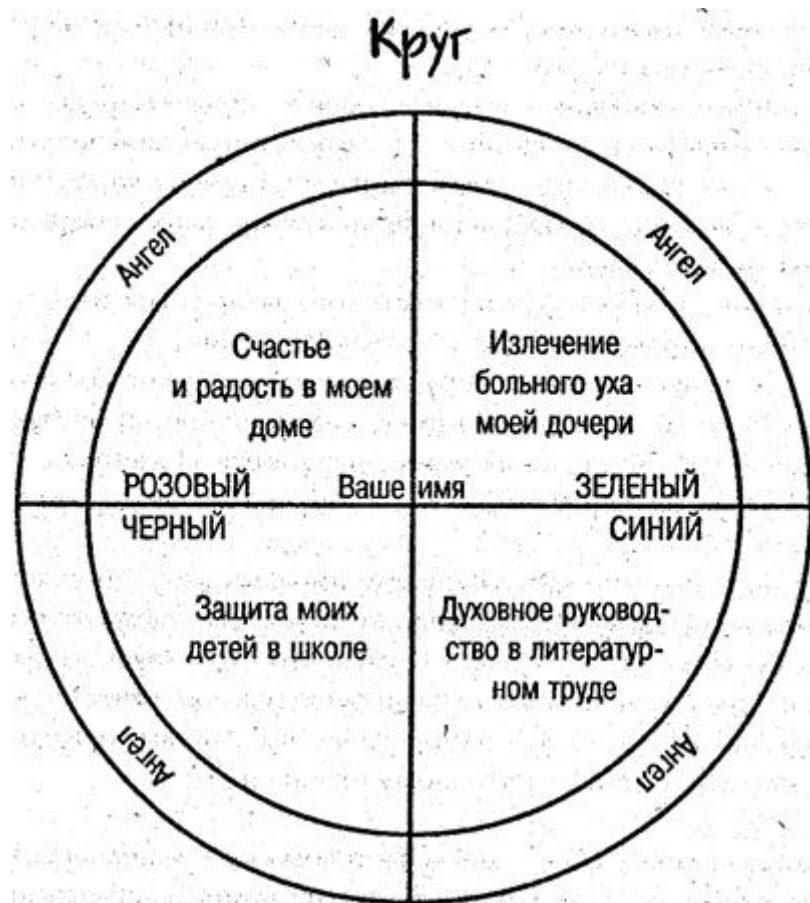 Круг
Ангел
Ангел
Счастье
и радость в моем
доме
Излечение
больного уха
моей дочери
РОЗОВЫЙ
Ваше имя
ЗЕЛЕНЫЙ
ЧЕРНЫЙ
СИНИЙ
Защита моих
детей в школе
Духовное руковод-
ство в литератур-
ном труде
Ангел
Ангел